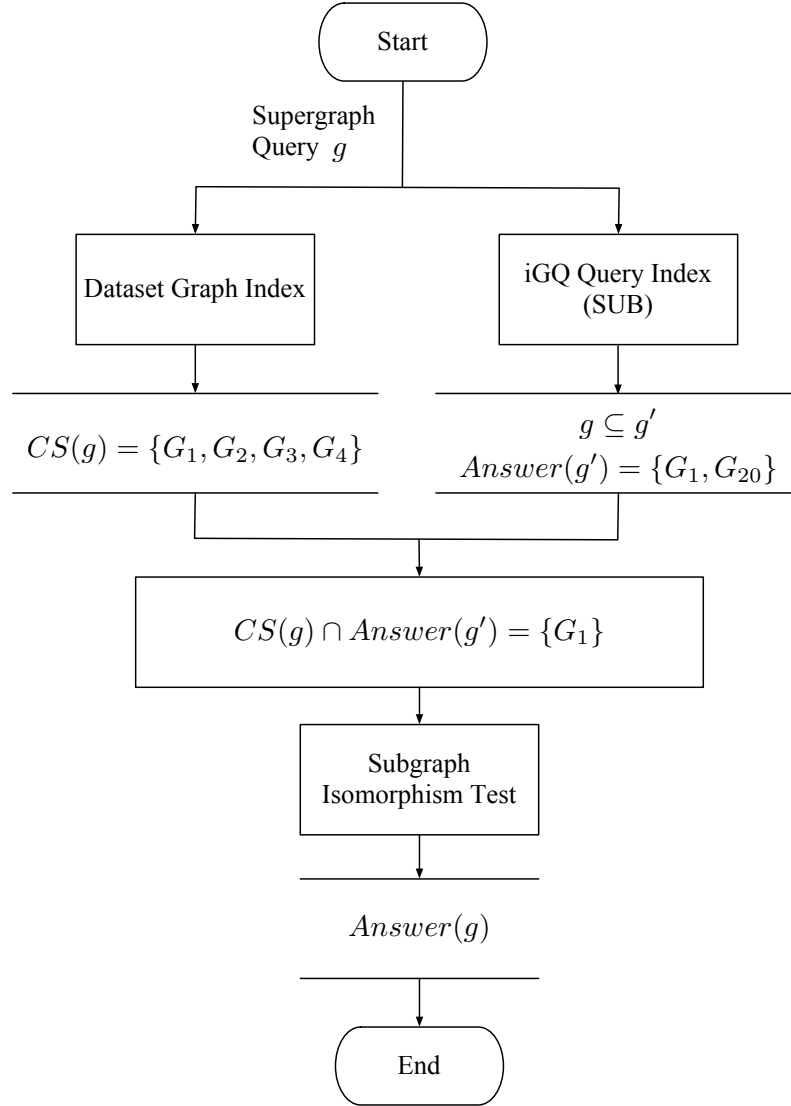 Start
Supergraph
Query g
Dataset Graph Index
iGQ Query Index
(SUB)
CS(g) = {G₁, G₂, G₃, G₄}
g ⊆ g′
Answer(g′) = {G₁, G₂₀}
CS(g) ∩ Answer(g′) = {G₁}
Subgraph
Isomorphism Test
Answer(g)
End